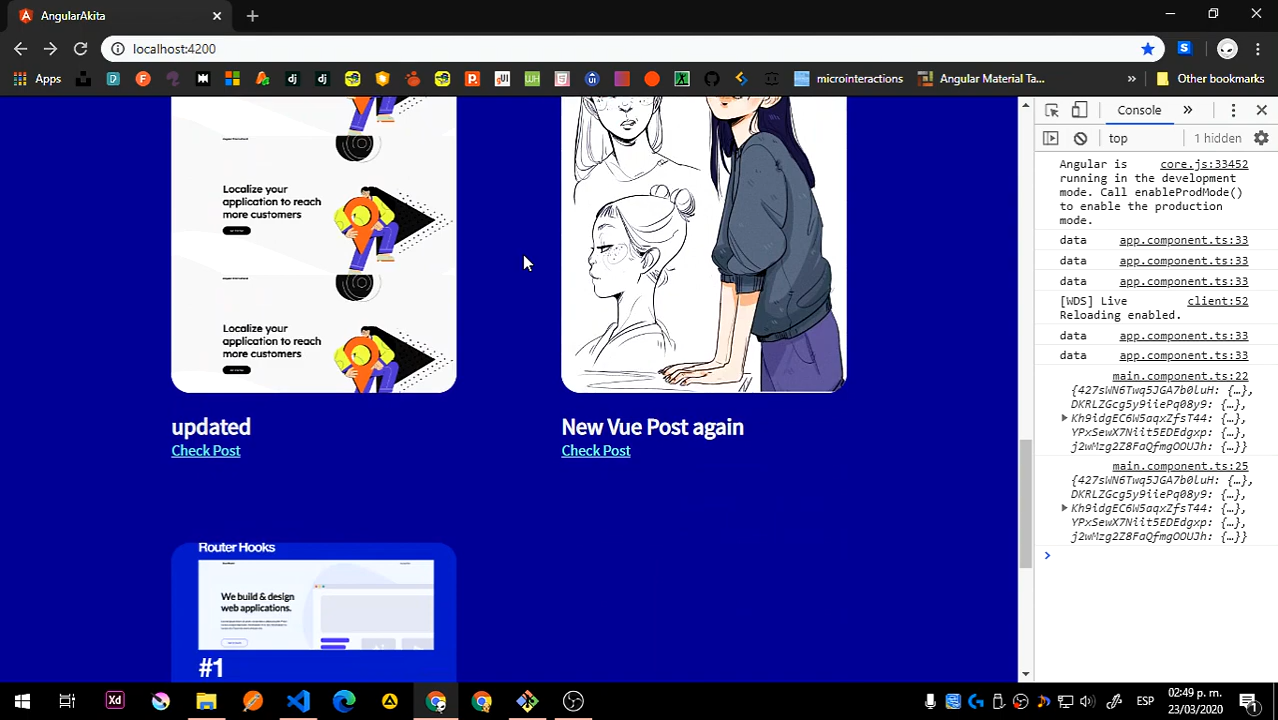 AngularAkita
localhost:4200
Apps
microinteractions
Angular Material Ta...
»
Other bookmarks
Console
»
top
1 hidden
Angular is core.js:33452
running in the
development
mode. Call
enableProdMode()
to enable the
production
mode.
data app.component.ts:33
data app.component.ts:33
data app.component.ts:33
[WDS] Live client:52
Reloading enabled.
data app.component.ts:33
data app.component.ts:33
main.component.ts:22
{427sWN6Twq5JGA7b0luH: {…},
DKRLZGcg5y9iiePq08y9: {…},
Kh9idgEC6W5aqxZfsT44: {…},
YPxSewX7Niit5EDEdgxp: {…},
j2wMzg2Z8FaQfmgOOUJh: {…}}
main.component.ts:25
{427sWN6Twq5JGA7b0luH: {…},
DKRLZGcg5y9iiePq08y9: {…},
Kh9idgEC6W5aqxZfsT44: {…},
YPxSewX7Niit5EDEdgxp: {…},
j2wMzg2Z8FaQfmgOOUJh: {…}}
Localize your
application to reach
more customers
Localize your
application to reach
more customers
updated
Check Post
New Vue Post again
Check Post
Router Hooks
We build & design
web applications.
#1
ESP
02:49 p. m.
23/03/2020